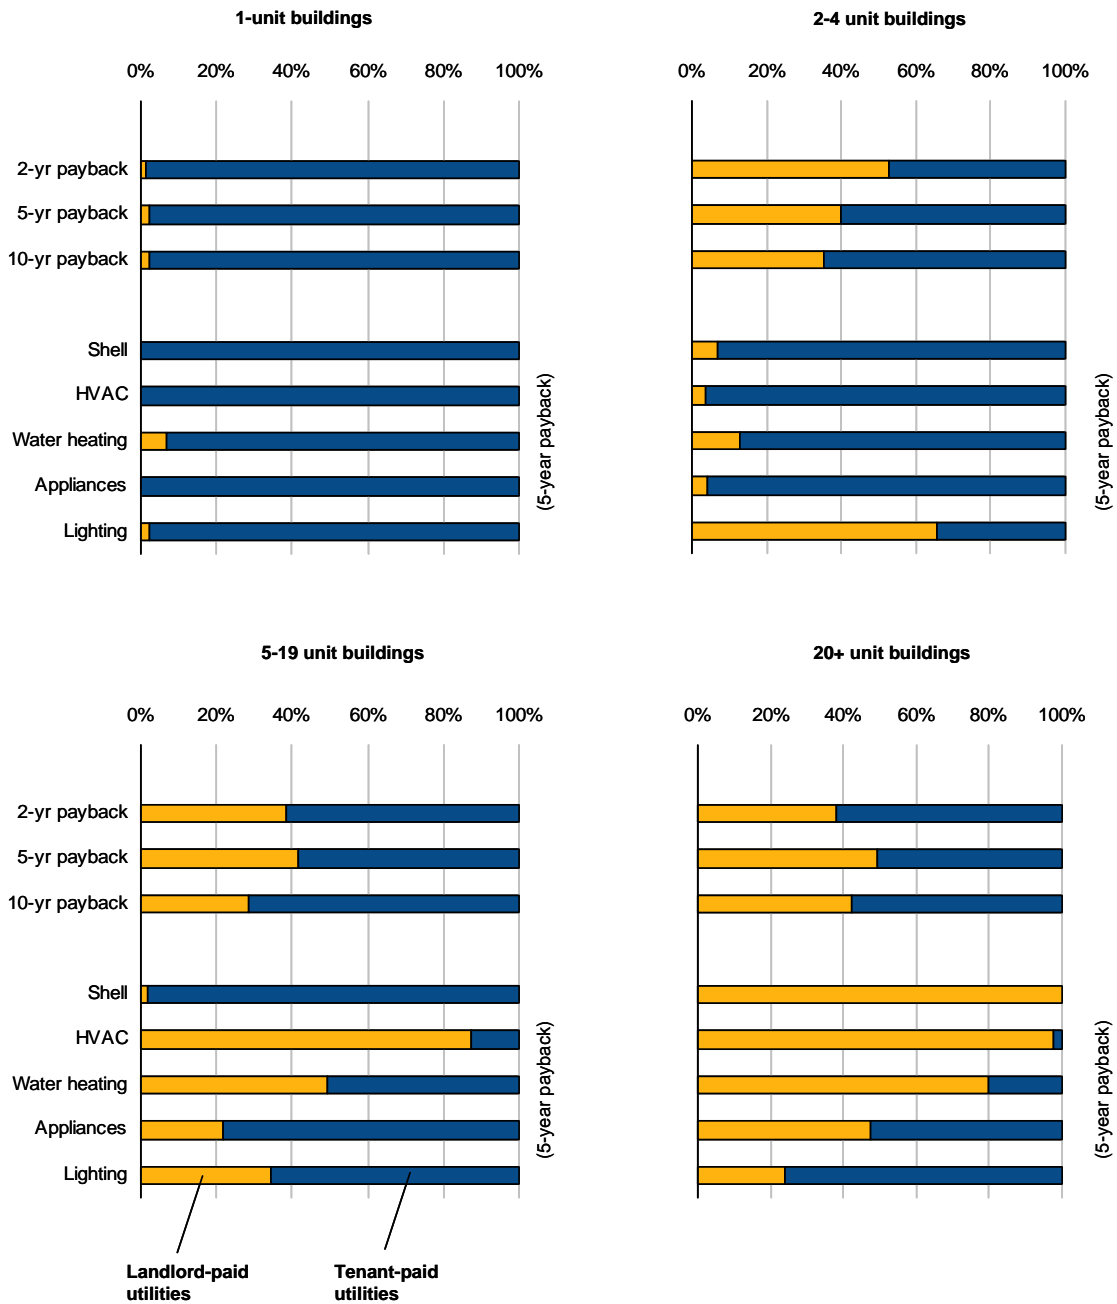 1-unit buildings
0% 20% 40% 60% 80% 100%
2-yr payback
5-yr payback
10-yr payback
Shell
HVAC
Water heating
Appliances
Lighting
(5-year payback)
2-4 unit buildings
0% 20% 40% 60% 80% 100%
(5-year payback)
5-19 unit buildings
0% 20% 40% 60% 80% 100%
2-yr payback
5-yr payback
10-yr payback
Shell
HVAC
Water heating
Appliances
Lighting
(5-year payback)
Landlord-paid
utilities
Tenant-paid
utilities
20+ unit buildings
0% 20% 40% 60% 80% 100%
(5-year payback)